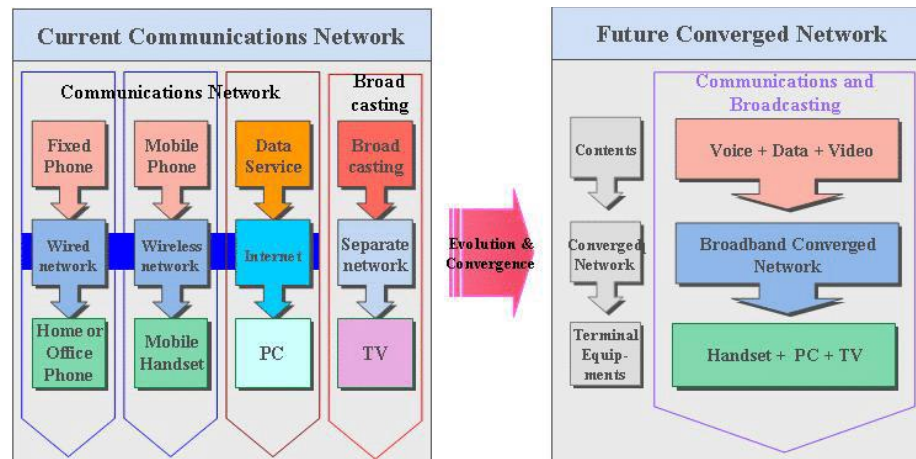 Current Communications Network
Communications Network
Broad
casting
Fixed
Phone
Mobile
Phone
Data
Service
Broad
casting
Wired
network
Wireless
network
Internet
Separate
network
Home or
Office
Phone
Mobile
Handset
PC
TV
Evolution &
Convergence
Future Converged Network
Communications and
Broadcasting
Contents
Voice + Data + Video
Converged
Network
Broadband Converged
Network
Terminal
Equip-
ments
Handset + PC + TV